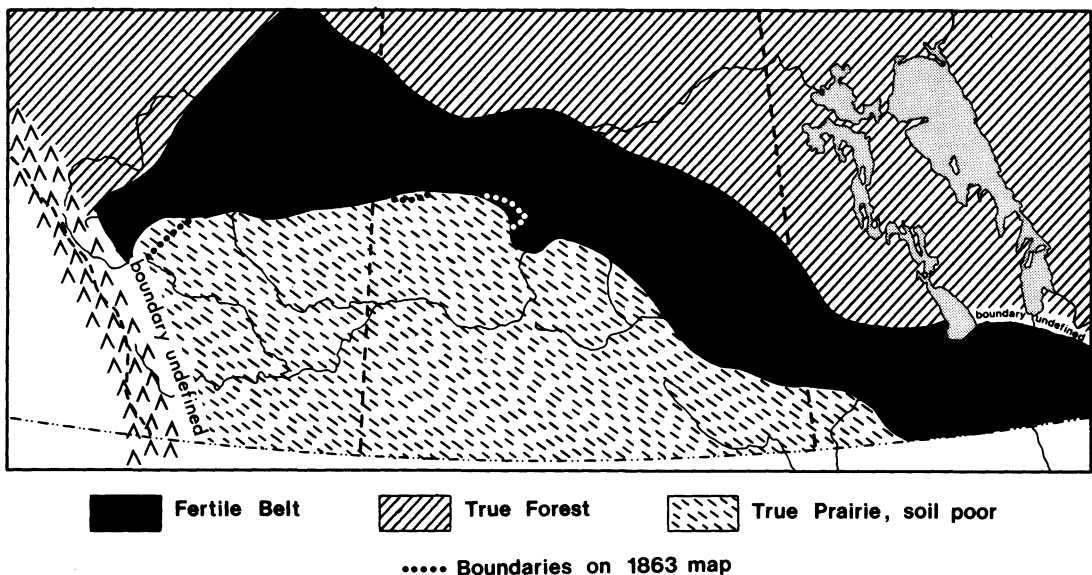 boundary undefined
boundary undefined
Fertile Belt
True Forest
True Prairie, soil poor
Boundaries on 1863 map